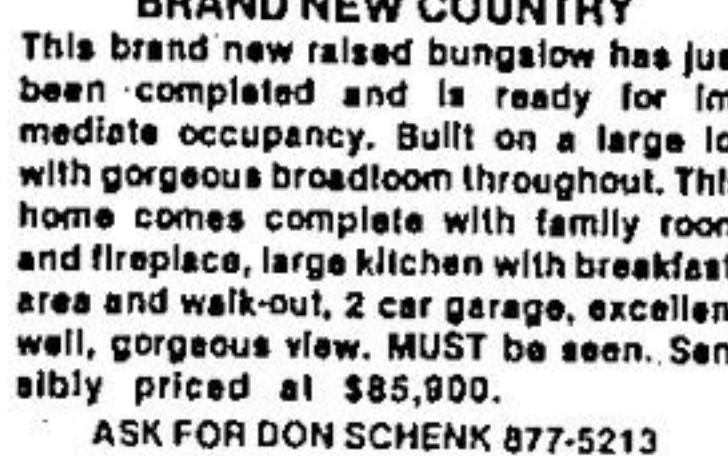 BRAND NEW COUNTRY
This brand new raised bungalow has jus
been completed and is ready for im
mediate occupancy. Built on a large lo
with gorgeous broadloom throughout. Thi
home comes complete with family room
and fireplace, large kitchen with breakfast
area and walk-out, 2 car garage, excellen
well, gorgeous view. MUST be seen. Sen
sibly priced at $85,900.
ASK FOR DON SCHENK 877-5213